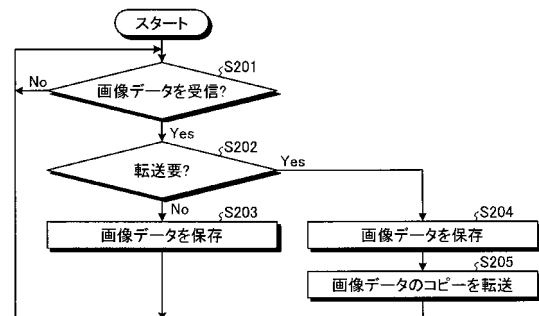 スタート
S201
画像データを受信?
No
Yes
S202
転送要?
Yes
No
S203
画像データを保存
S204
画像データを保存
S205
画像データのコピーを転送